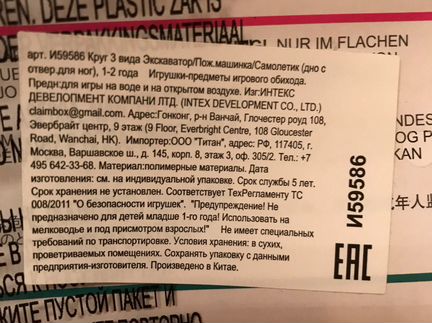 REN. DEZE PLASTIC ZAK IS
арт. И59586 Круг 3 вида Экскаватор/Пож.машинка/Самолетик (дно с
отвер.для ног), 1-2 года Игрушки-предметы игрового обихода.
Предн:для игры на воде и на открытом воздухе. Изг:ИНТЕКС
ДЕВЕЛОПМЕНТ КОМПАНИ ЛТД. (INTEX DEVELOPMENT CO., LTD.)
claimbox@gmail.com. Адрес:Гонконг, р-н Ванчай, Глочестер роуд 108,
Эвербрайт центр, 9 этаж (9 Floor, Everbright Centre, 108 Gloucester
Road, Wanchai, HK). Импортер:ООО "Титан", адрес: РФ, 117405, г.
Москва, Варшавское ш., д. 145, корп. 8, этаж 3, оф. 305/2. Тел.: +7
495 642-33-68. Материал:полимерные материалы. Дата
изготовления: см. на индивидуальной упаковке. Срок службы 5 лет.
Срок хранения не установлен. Соответствует ТехРегламенту ТС
008/2011 "О безопасности игрушек". "Предупреждение! Не
предназначено для детей младше 1-го года! Использовать на
мелководье и под присмотром взрослых!" Не имеет специальных
требований по транспортировке. Условия хранения: в сухих,
проветриваемых помещениях. Сохранять упаковку с данными
предприятия-изготовителя. Произведено в Китае.
И59586
EAC
NUR IM FLACHEN
KAN
年人
КИТЕ ПУСТОЙ ПАКЕТ И